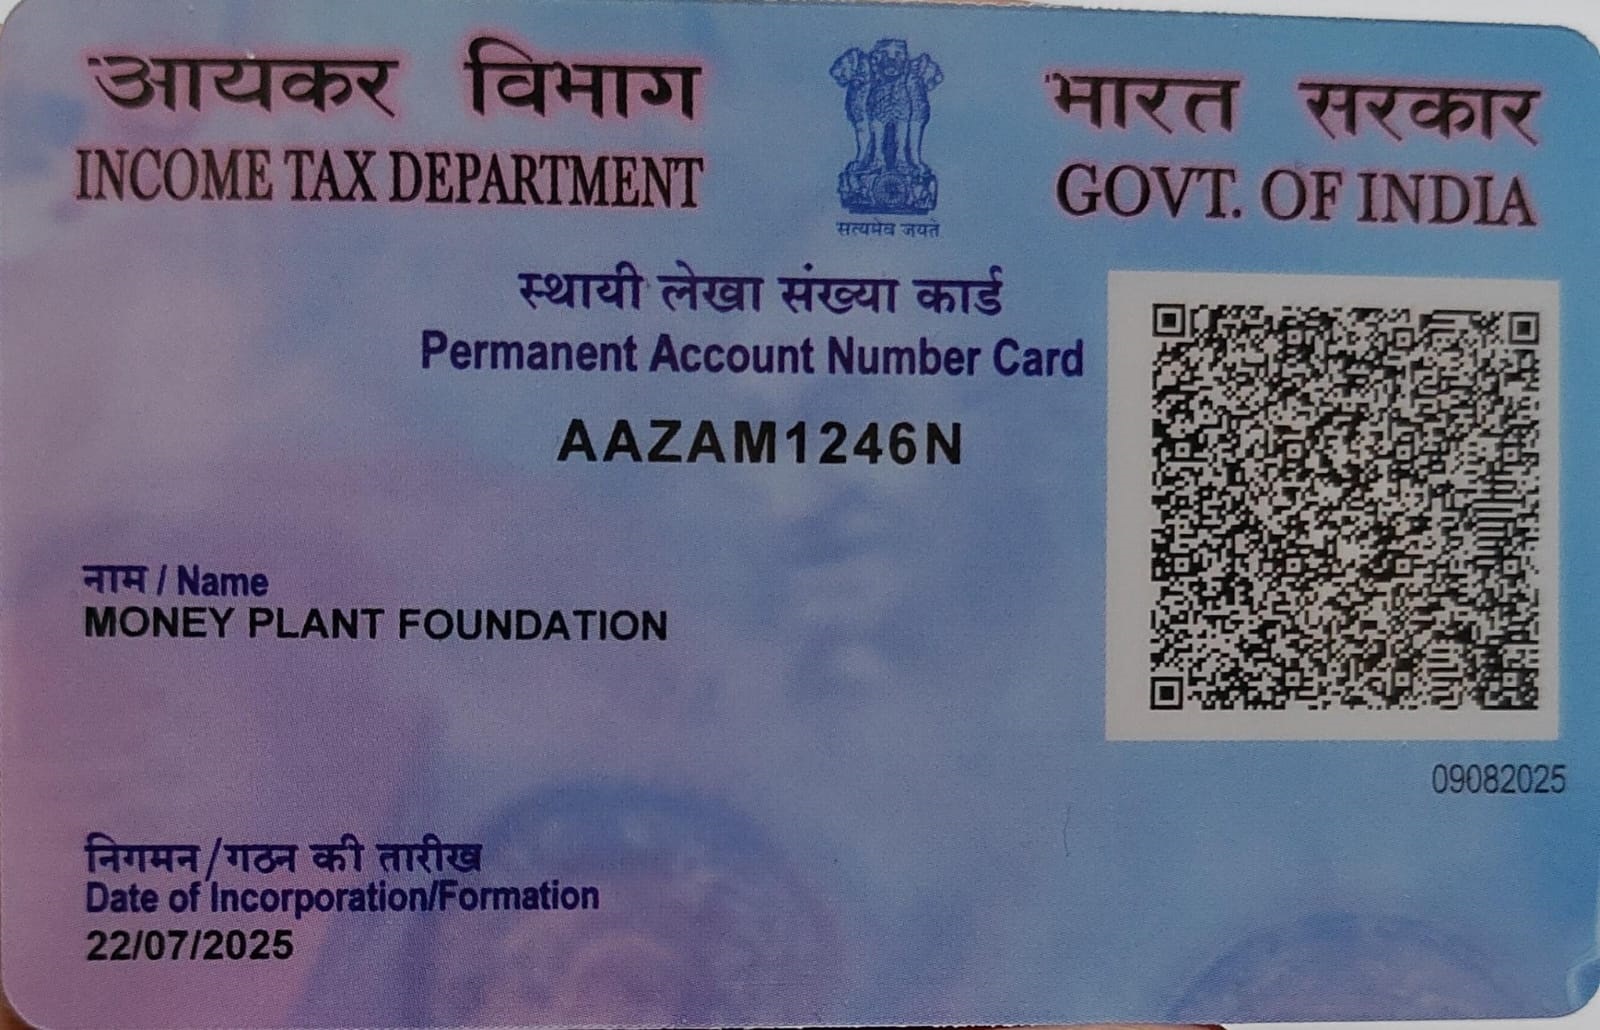 आयकर विभाग
INCOME TAX DEPARTMENT
सत्यमेव जयते
भारत सरकार
GOVT. OF INDIA
स्थायी लेखा संख्या कार्ड
Permanent Account Number Card
AAZAM1246N
नाम / Name
MONEY PLANT FOUNDATION
09082025
निगमन/गठन की तारीख
Date of Incorporation/Formation
22/07/2025